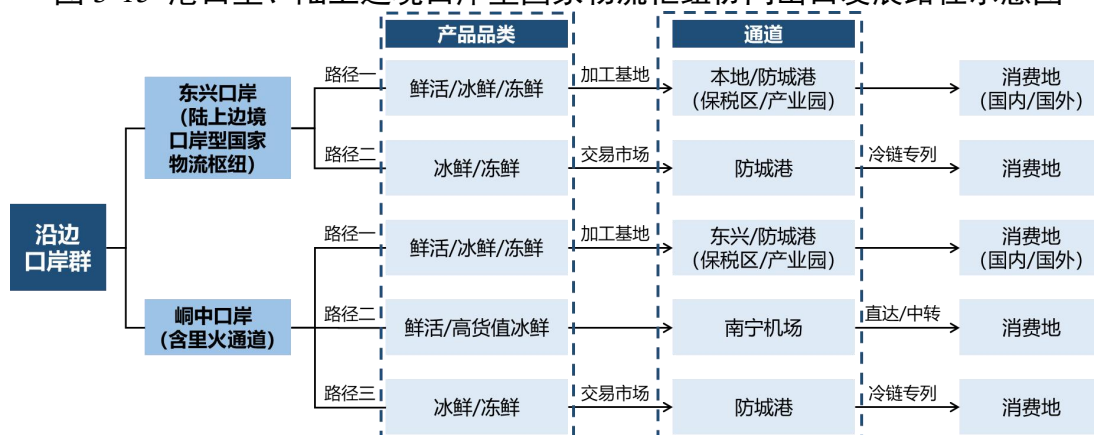 产品品类
通道
沿边
口岸群
东兴口岸
（陆上边境
口岸型国家
物流枢纽）
路径一
鲜活/冰鲜/冻鲜
加工基地
本地/防城港
（保税区/产业园）
消费地
（国内/国外）
路径二
冰鲜/冻鲜
交易市场
防城港
冷链专列
消费地
峒中口岸
（含里火通道）
路径一
鲜活/冰鲜/冻鲜
加工基地
东兴/防城港
（保税区/产业园）
消费地
（国内/国外）
路径二
鲜活/高货值冰鲜
南宁机场
直达/中转
消费地
路径三
冰鲜/冻鲜
交易市场
防城港
冷链专列
消费地